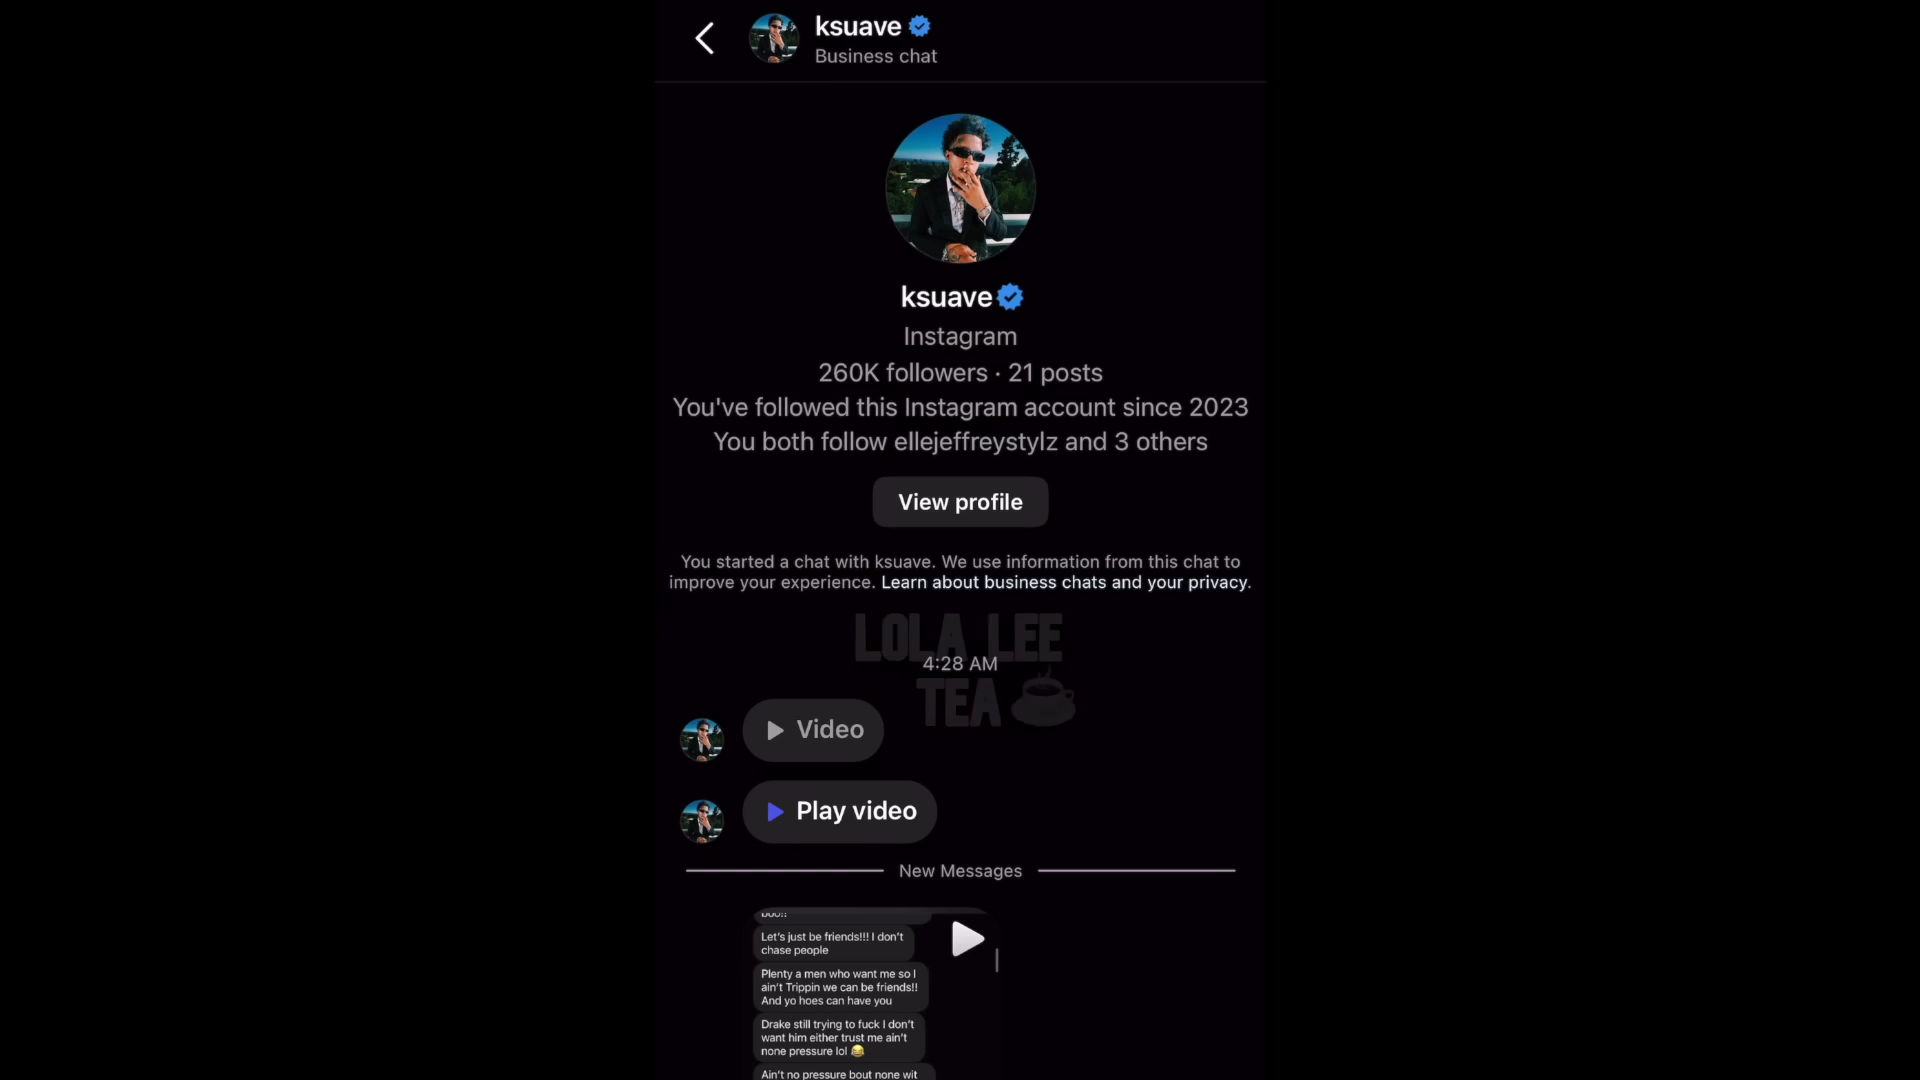 ksuave
Business chat
ksuave
Instagram
260K followers · 21 posts
You've followed this Instagram account since 2023
You both follow ellejeffreystylz and 3 others
View profile
You started a chat with ksuave. We use information from this chat to
improve your experience. Learn about business chats and your privacy.
LOLA LEE
4:28 AM
TEA
Video
Play video
New Messages
boo!!
Let's just be friends!!! I don't
chase people
Plenty a men who want me so I
ain't Trippin we can be friends!!
And yo hoes can have you
Drake still trying to fuck I don't
want him either trust me ain't
none pressure lol 😂
Ain't no pressure bout none wit